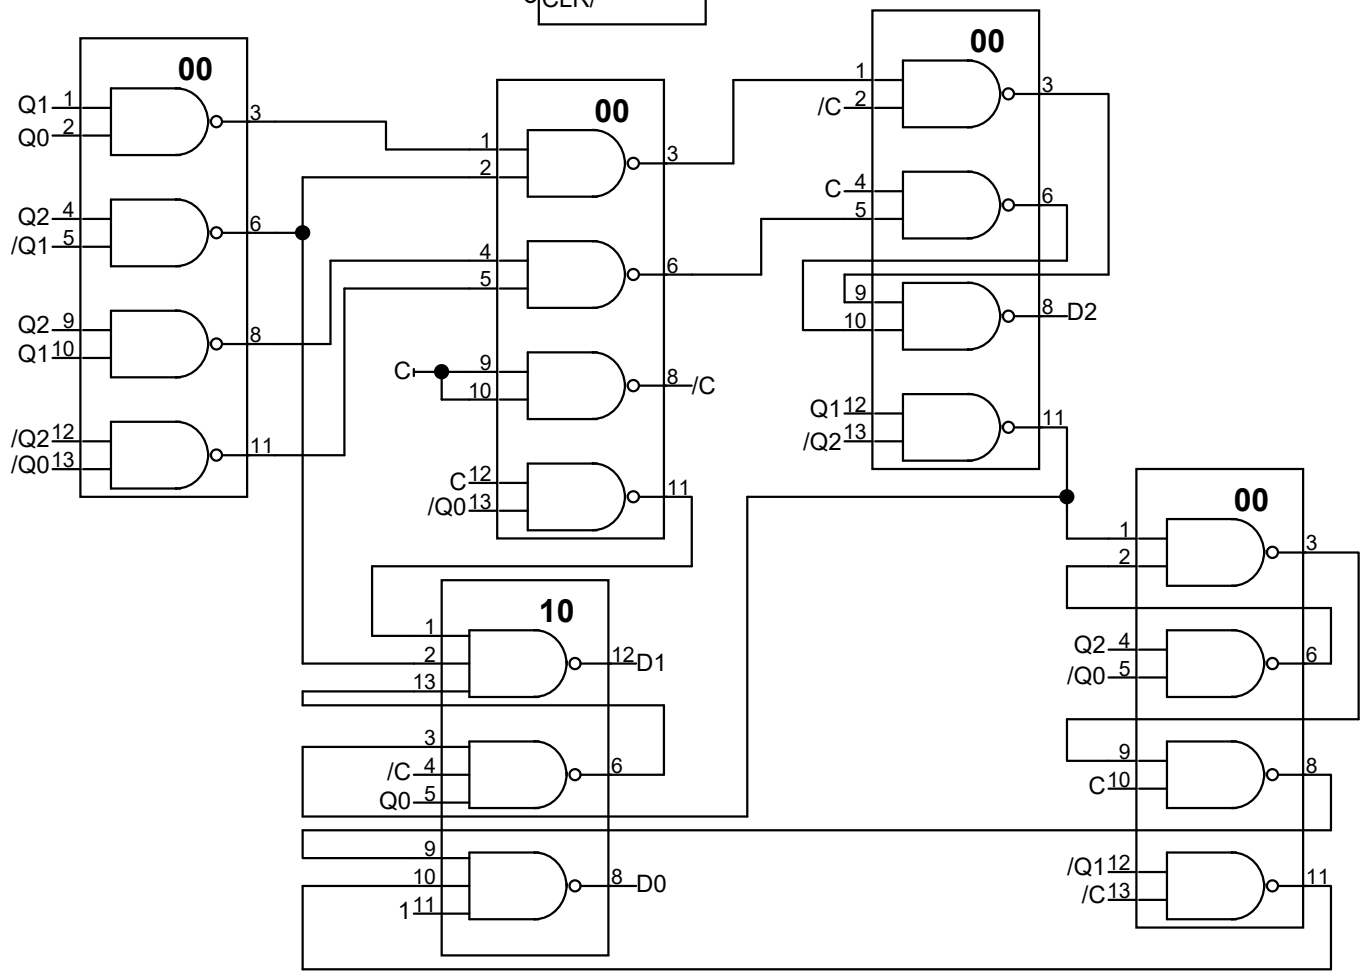 CLK/
00
Q1 1
Q0 2
3
Q2 4
/Q1 5
6
Q2 9
Q1 10
8
/Q2 12
/Q0 13
11
00
1
2
3
4
5
6
C
9
10
8 /C
C 12
/Q0 13
11
00
1
/C 2
3
C 4
5
6
9
10
8 D2
Q1 12
/Q2 13
11
10
1
2
13
12 D1
3
/C 4
Q0 5
6
9
10
1 11
8 D0
00
1
2
3
Q2 4
/Q0 5
6
9
C 10
8
/Q1 12
/C 13
11